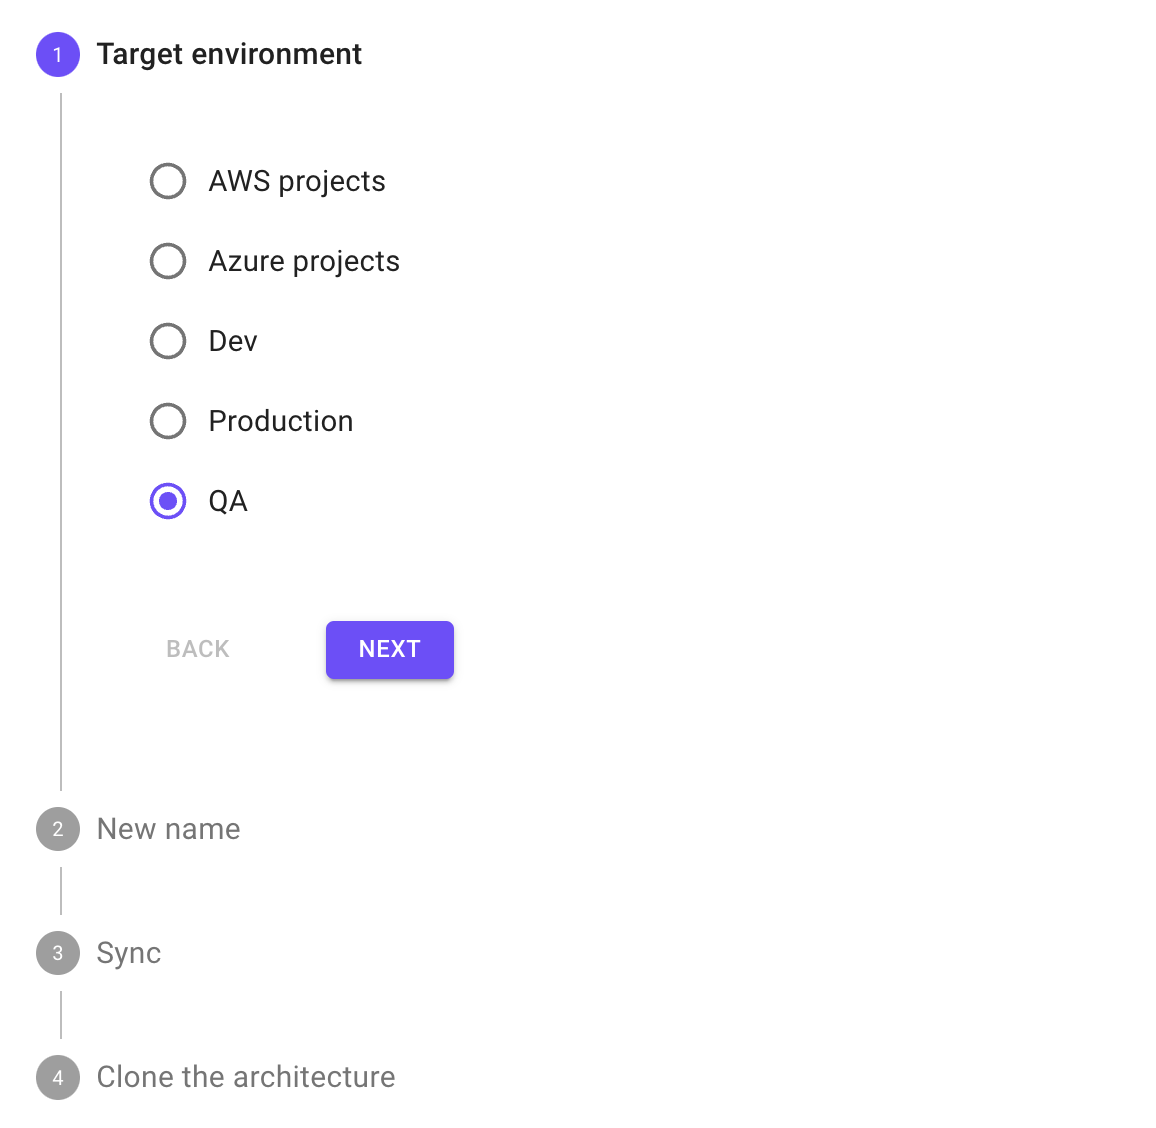 1 Target environment
AWS projects
Azure projects
Dev
Production
QA
BACK NEXT
2 New name
3 Sync
4 Clone the architecture